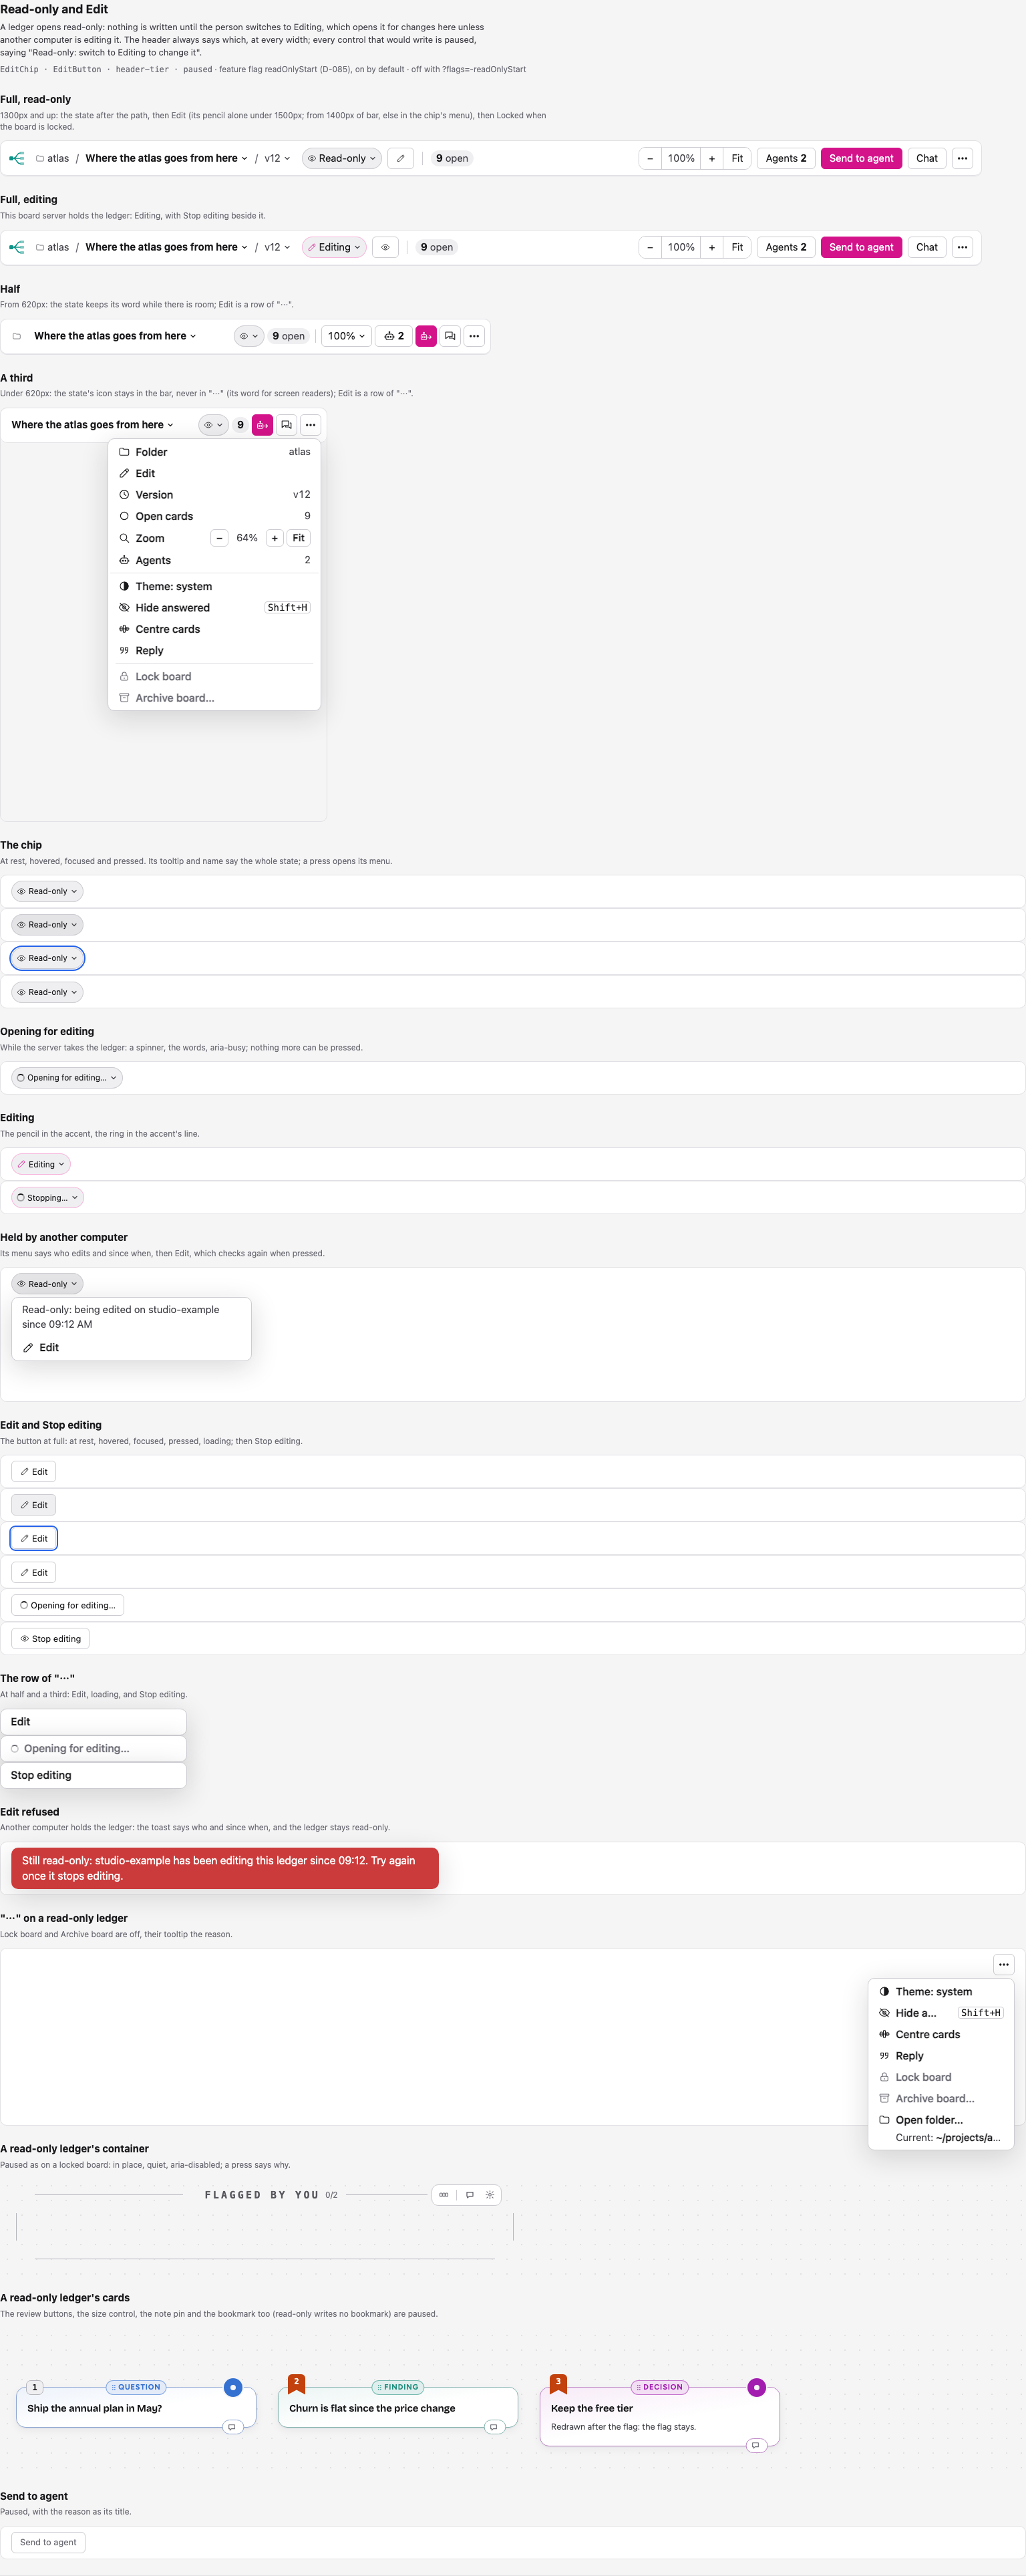 Read-only and Edit
A ledger opens read-only: nothing is written until the person switches to Editing, which opens it for changes here unless
another computer is editing it. The header always says which, at every width; every control that would write is paused,
saying "Read-only: switch to Editing to change it".
EditChip · EditButton · header-tier · paused · feature flag readOnlyStart (D-085), on by default · off with ?flags=-readOnlyStart
Full, read-only
1300px and up: the state after the path, then Edit (its pencil alone under 1500px; from 1400px of bar, else in the chip's menu), then Locked when
the board is locked.
atlas / Where the atlas goes from here / v12 Read-only 9 open − 100% + Fit Agents 2 Send to agent Chat ···
Full, editing
This board server holds the ledger: Editing, with Stop editing beside it.
atlas / Where the atlas goes from here / v12 Editing 9 open − 100% + Fit Agents 2 Send to agent Chat ···
Half
From 620px: the state keeps its word while there is room; Edit is a row of "···".
Where the atlas goes from here 9 open 100% 2 ···
A third
Under 620px: the state's icon stays in the bar, never in "···" (its word for screen readers); Edit is a row of "···".
Where the atlas goes from here 9 ···
Folder atlas
Edit
Version v12
Open cards 9
Zoom − 64% + Fit
Agents 2
Theme: system
Hide answered Shift+H
Centre cards
Reply
Lock board
Archive board...
The chip
At rest, hovered, focused and pressed. Its tooltip and name say the whole state; a press opens its menu.
Read-only
Read-only
Read-only
Read-only
Opening for editing
While the server takes the ledger: a spinner, the words, aria-busy; nothing more can be pressed.
Opening for editing...
Editing
The pencil in the accent, the ring in the accent's line.
Editing
Stopping...
Held by another computer
Its menu says who edits and since when, then Edit, which checks again when pressed.
Read-only
Read-only: being edited on studio-example
since 09:12 AM
Edit
Edit and Stop editing
The button at full: at rest, hovered, focused, pressed, loading; then Stop editing.
Edit
Edit
Edit
Edit
Opening for editing...
Stop editing
The row of "···"
At half and a third: Edit, loading, and Stop editing.
Edit
Opening for editing...
Stop editing
Edit refused
Another computer holds the ledger: the toast says who and since when, and the ledger stays read-only.
Still read-only: studio-example has been editing this ledger since 09:12. Try again
once it stops editing.
"···" on a read-only ledger
Lock board and Archive board are off, their tooltip the reason.
···
Theme: system
Hide a... Shift+H
Centre cards
Reply
Lock board
Archive board...
Open folder...
Current: ~/projects/a...
A read-only ledger's container
Paused as on a locked board: in place, quiet, aria-disabled; a press says why.
FLAGGED BY YOU 0/2
A read-only ledger's cards
The review buttons, the size control, the note pin and the bookmark too (read-only writes no bookmark) are paused.
1 QUESTION
Ship the annual plan in May?
2 FINDING
Churn is flat since the price change
3 DECISION
Keep the free tier
Redrawn after the flag: the flag stays.
Send to agent
Paused, with the reason as its title.
Send to agent